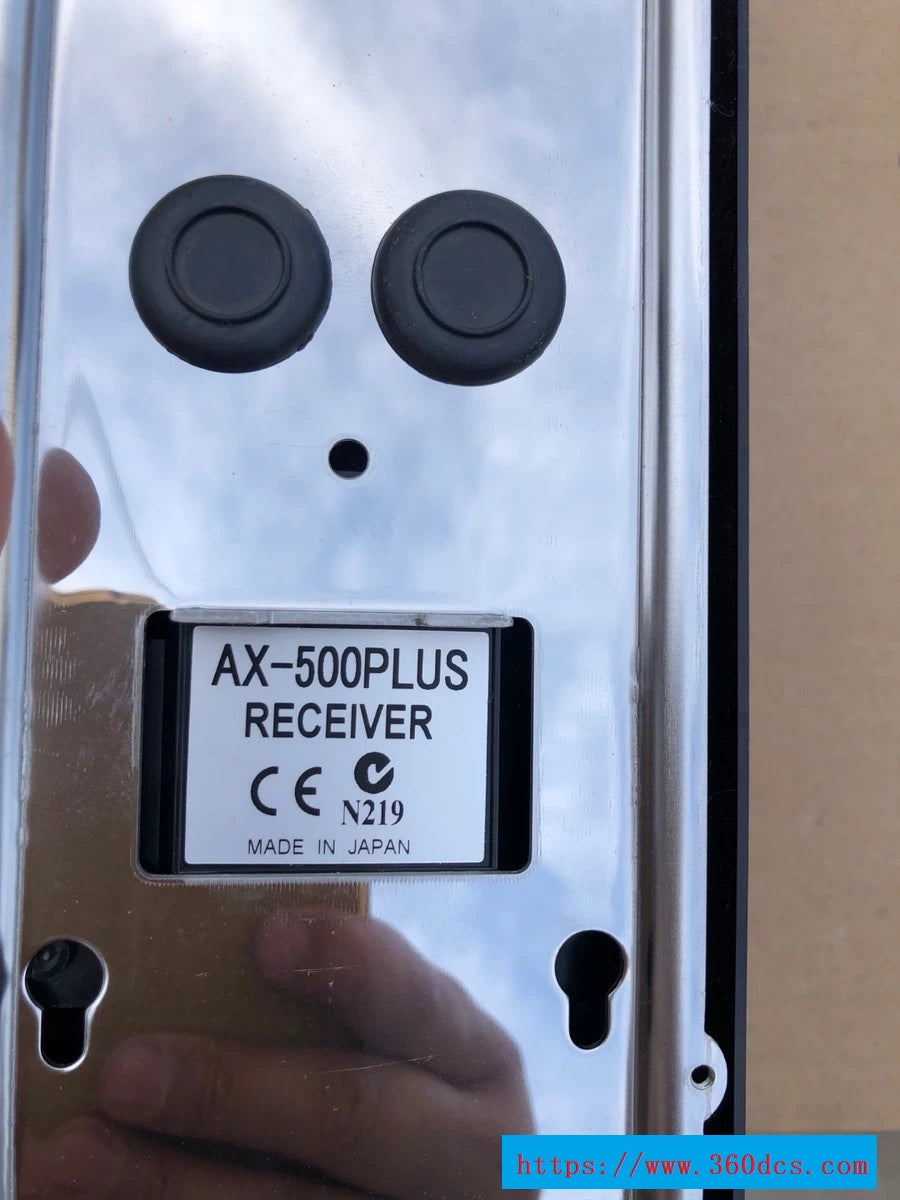 AX-500PLUS
RECEIVER
CE
N219
MADE IN JAPAN
https://www.360dcs.com